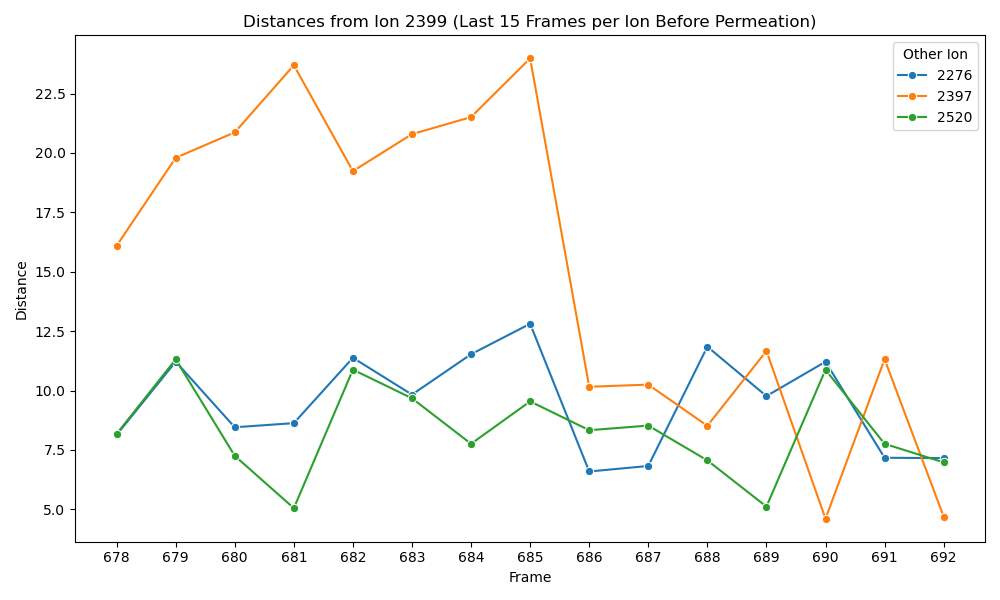 Distances from Ion 2399 (Last 15 Frames per Ion Before Permeation)
Other Ion
2276
2397
2520
Distance
22.5
20.0
17.5
15.0
12.5
10.0
7.5
5.0
678 679 680 681 682 683 684 685 686 687 688 689 690 691 692
Frame